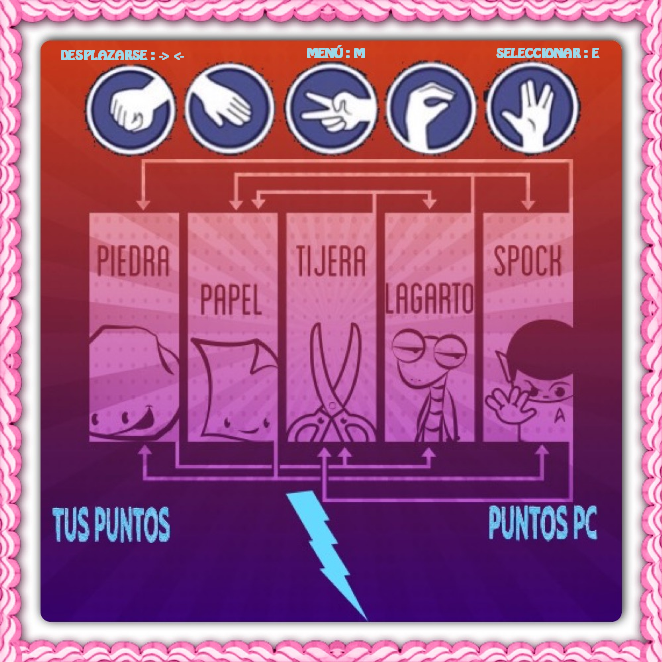 DESPLAZARSE : -> <-
MENÚ : M
SELECCIONAR : E
PIEDRA
PAPEL
TIJERA
LAGARTO
SPOCK
A
TUS PUNTOS
PUNTOS PC